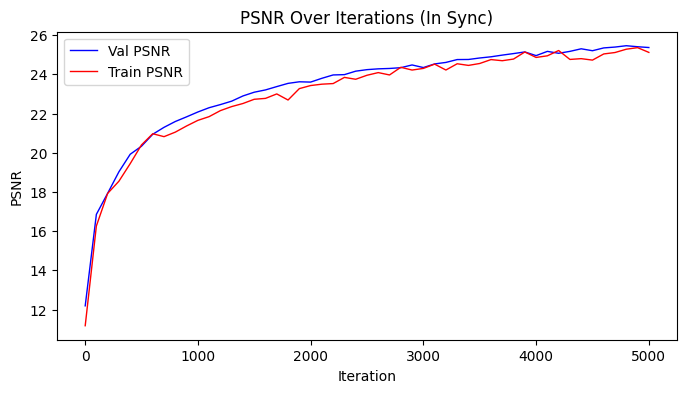 PSNR Over Iterations (In Sync)
Val PSNR
Train PSNR
26
24
22
20
18
16
14
12
PSNR
0 1000 2000 3000 4000 5000
Iteration